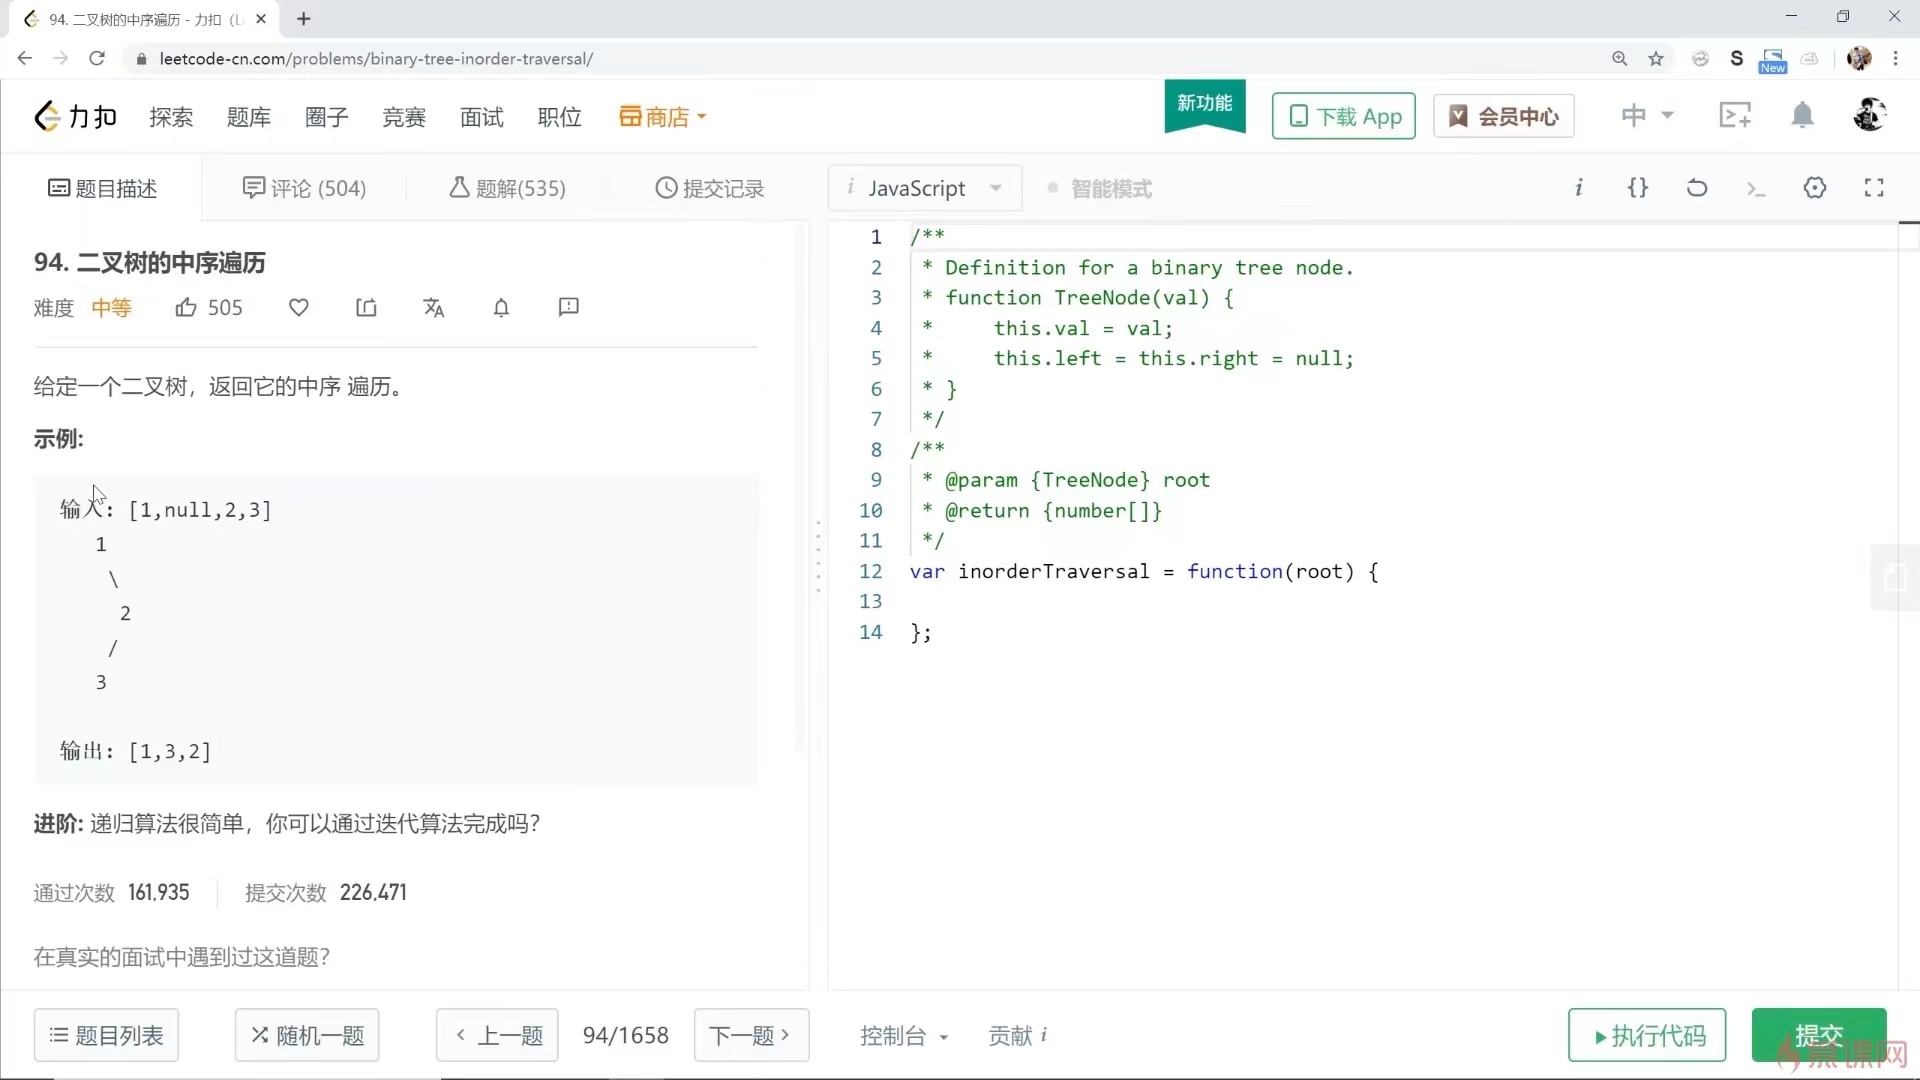 94. 二叉树的中序遍历 - 力扣 (L
leetcode-cn.com/problems/binary-tree-inorder-traversal/
S
New
力扣 探索 题库 圈子 竞赛 面试 职位 商店 新功能 下载 App 会员中心 中
题目描述 评论 (504) 题解(535) 提交记录
i JavaScript 智能模式 i {} >_
94. 二叉树的中序遍历
难度 中等 505
给定一个二叉树，返回它的中序 遍历。
示例:
输入: [1,null,2,3]
1
\
2
/
3
输出: [1,3,2]
进阶: 递归算法很简单，你可以通过迭代算法完成吗?
通过次数 161,935 提交次数 226,471
在真实的面试中遇到过这道题?
1 /**
2  * Definition for a binary tree node.
3  * function TreeNode(val) {
4  *     this.val = val;
5  *     this.left = this.right = null;
6  * }
7  */
8 /**
9  * @param {TreeNode} root
10  * @return {number[]}
11  */
12 var inorderTraversal = function(root) {
13
14 };
题目列表 随机一题 < 上一题 94/1658 下一题 > 控制台 贡献 i 执行代码 提交
慕课网